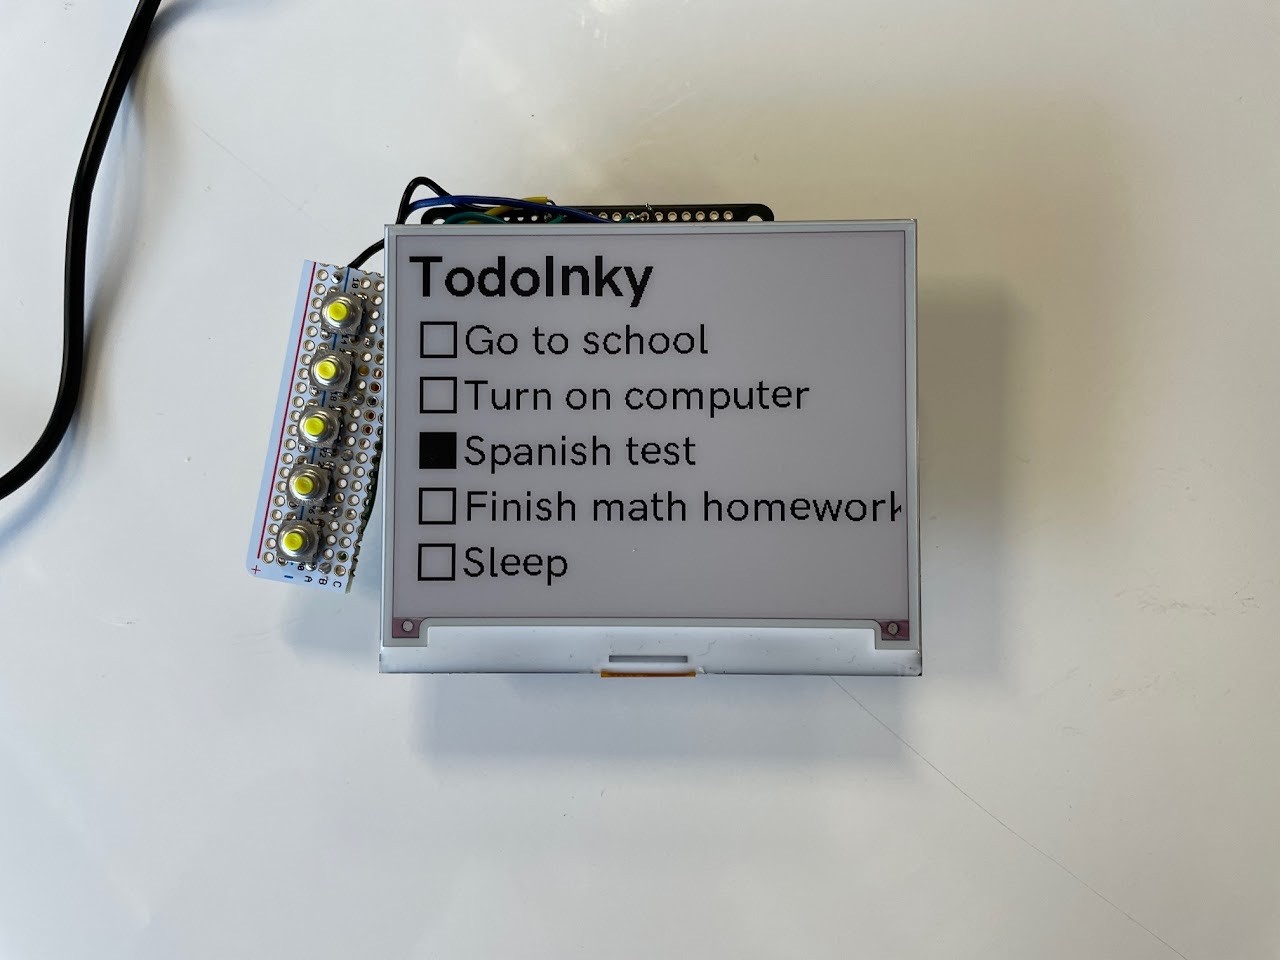 TodoInky
Go to school
Turn on computer
Spanish test
Finish math homework
Sleep
A
B
C